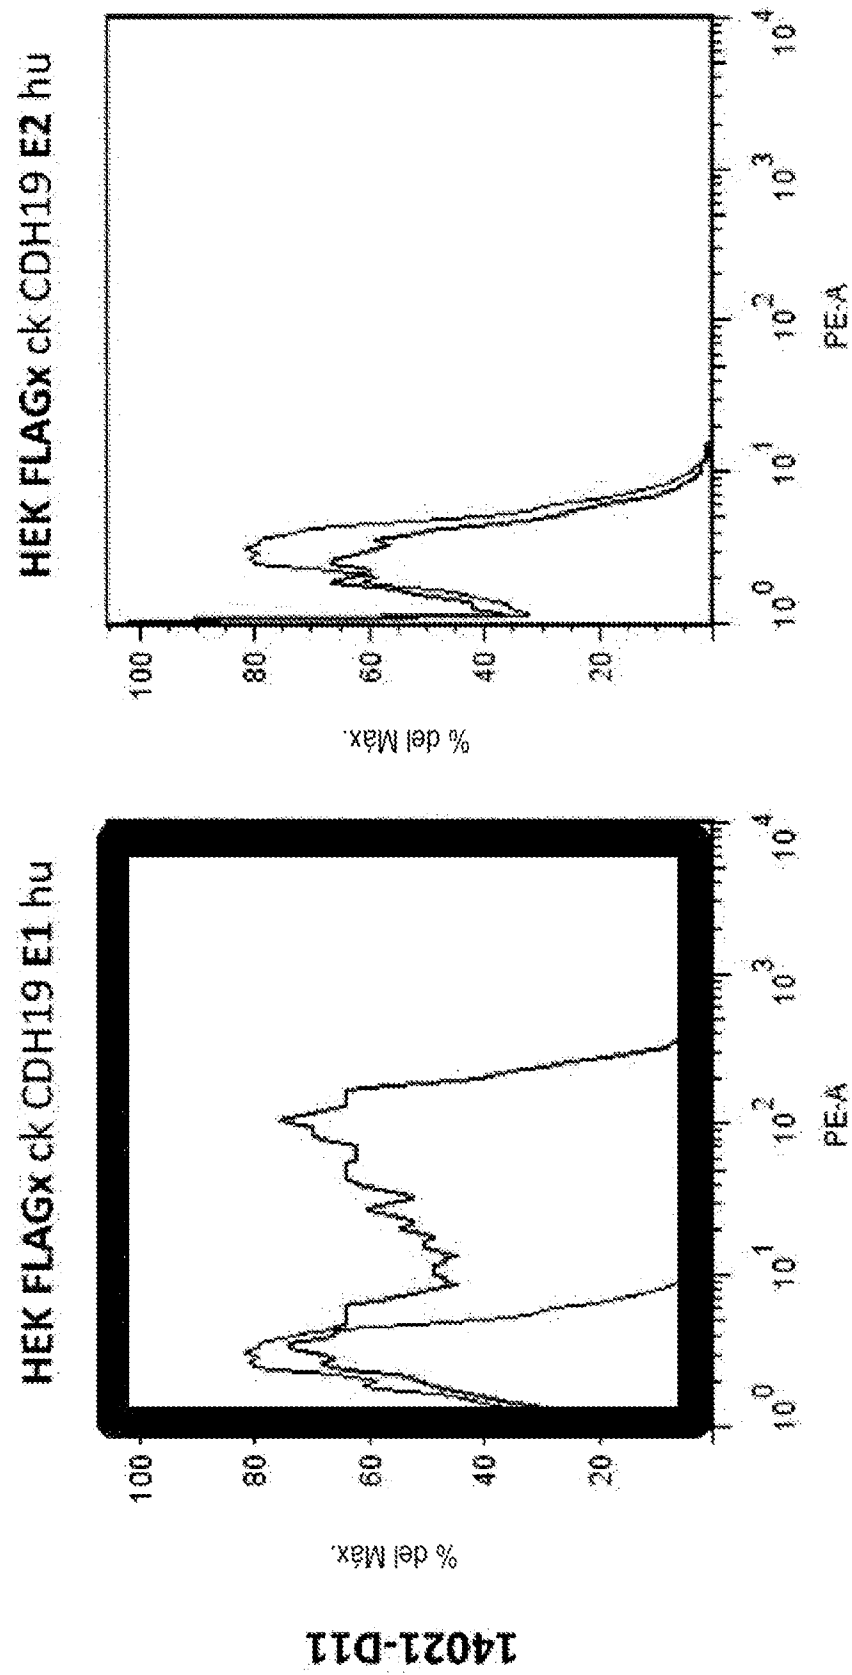 14021-D11
HEK FLAGx ck CDH19 E1 hu
% del Máx.
100
80
60
40
20
10^0
10^1
10^2
10^3
10^4
PE-A
HEK FLAGx ck CDH19 E2 hu
% del Máx.
100
80
60
40
20
10^0
10^1
10^2
10^3
10^4
PE-A